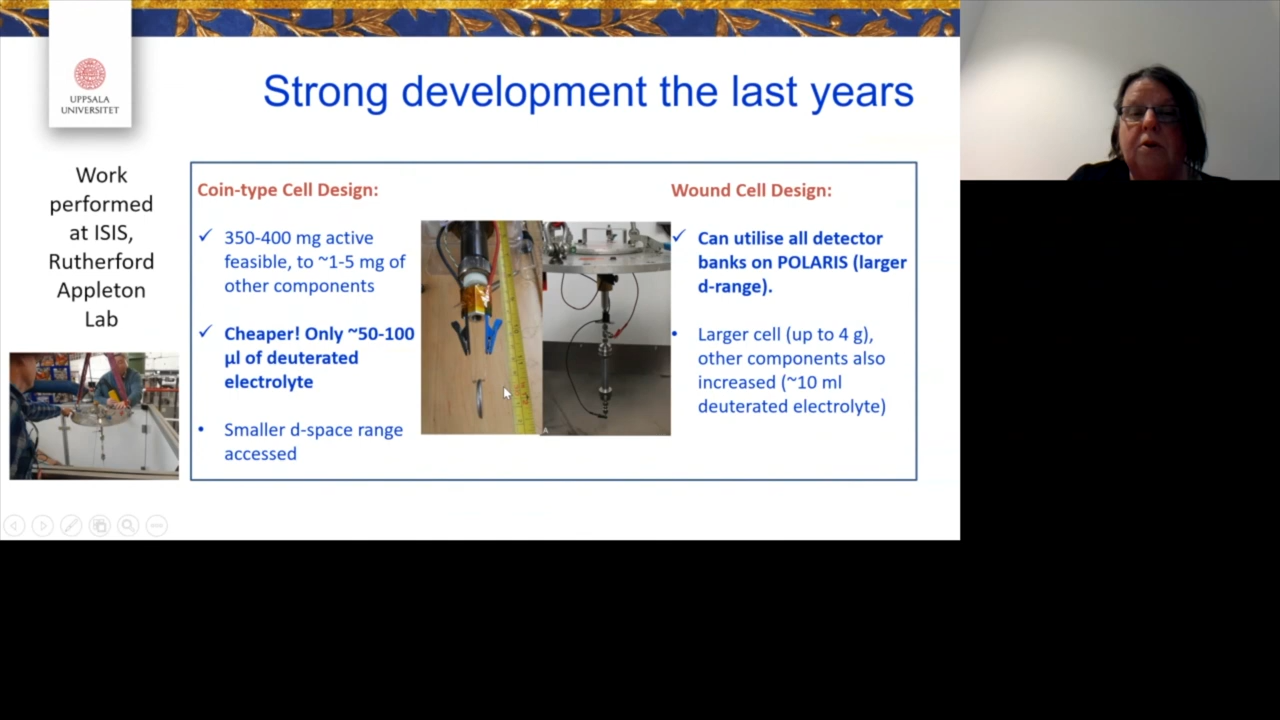 UPPSALA
UNIVERSITET
Strong development the last years
Work
performed
at ISIS,
Rutherford
Appleton
Lab
Coin-type Cell Design:
✓ 350-400 mg active
feasible, to ~1-5 mg of
other components
✓ Cheaper! Only ~50-100
µl of deuterated
electrolyte
• Smaller d-space range
accessed
Wound Cell Design:
✓ Can utilise all detector
banks on POLARIS (larger
d-range).
• Larger cell (up to 4 g),
other components also
increased (~10 ml
deuterated electrolyte)